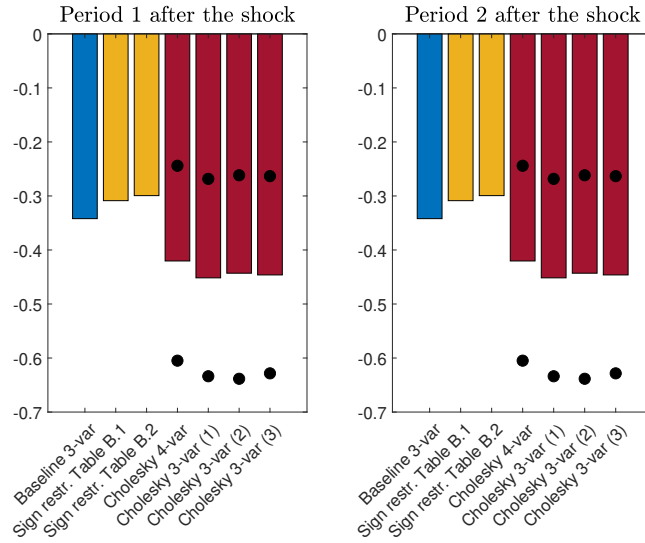 Period 1 after the shock
0
-0.1
-0.2
-0.3
-0.4
-0.5
-0.6
-0.7
Baseline 3-var
Sign restr. Table B.1
Sign restr. Table B.2
Cholesky 4-var
Cholesky 3-var (1)
Cholesky 3-var (2)
Cholesky 3-var (3)
Period 2 after the shock
0
-0.1
-0.2
-0.3
-0.4
-0.5
-0.6
-0.7
Baseline 3-var
Sign restr. Table B.1
Sign restr. Table B.2
Cholesky 4-var
Cholesky 3-var (1)
Cholesky 3-var (2)
Cholesky 3-var (3)